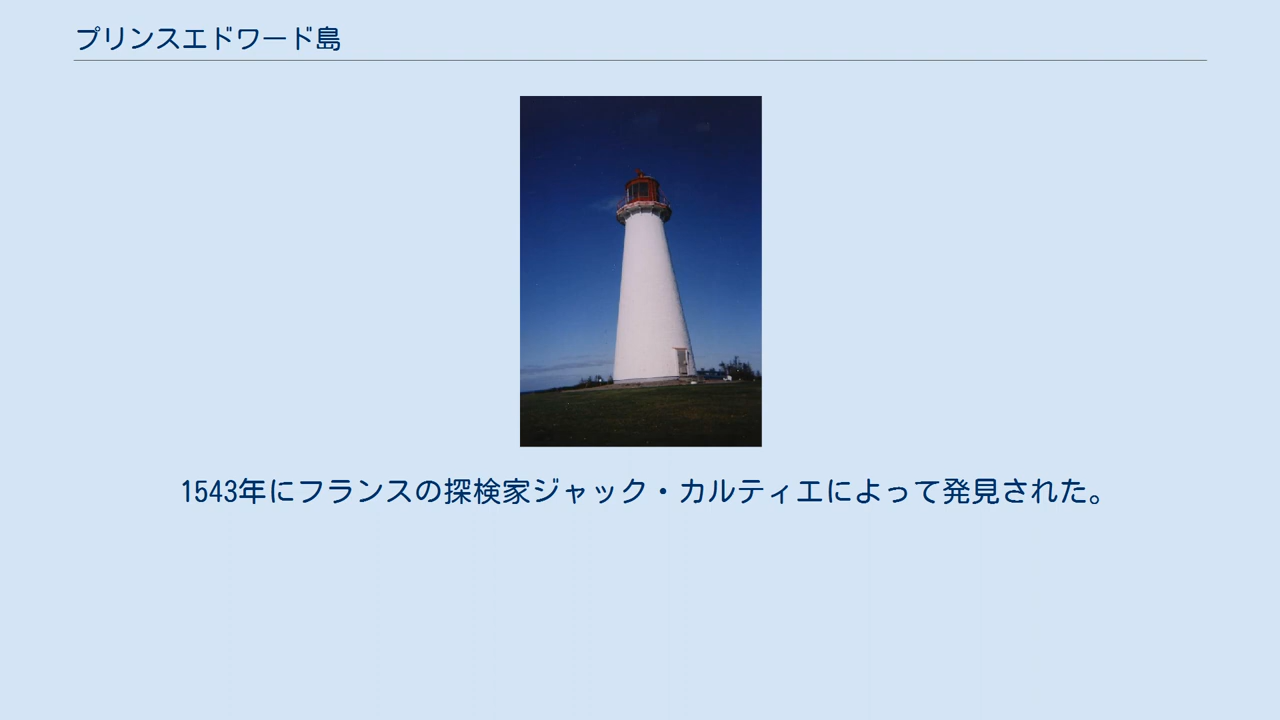 プリンスエドワード島
1543年にフランスの探検家ジャック・カルティエによって発見された。